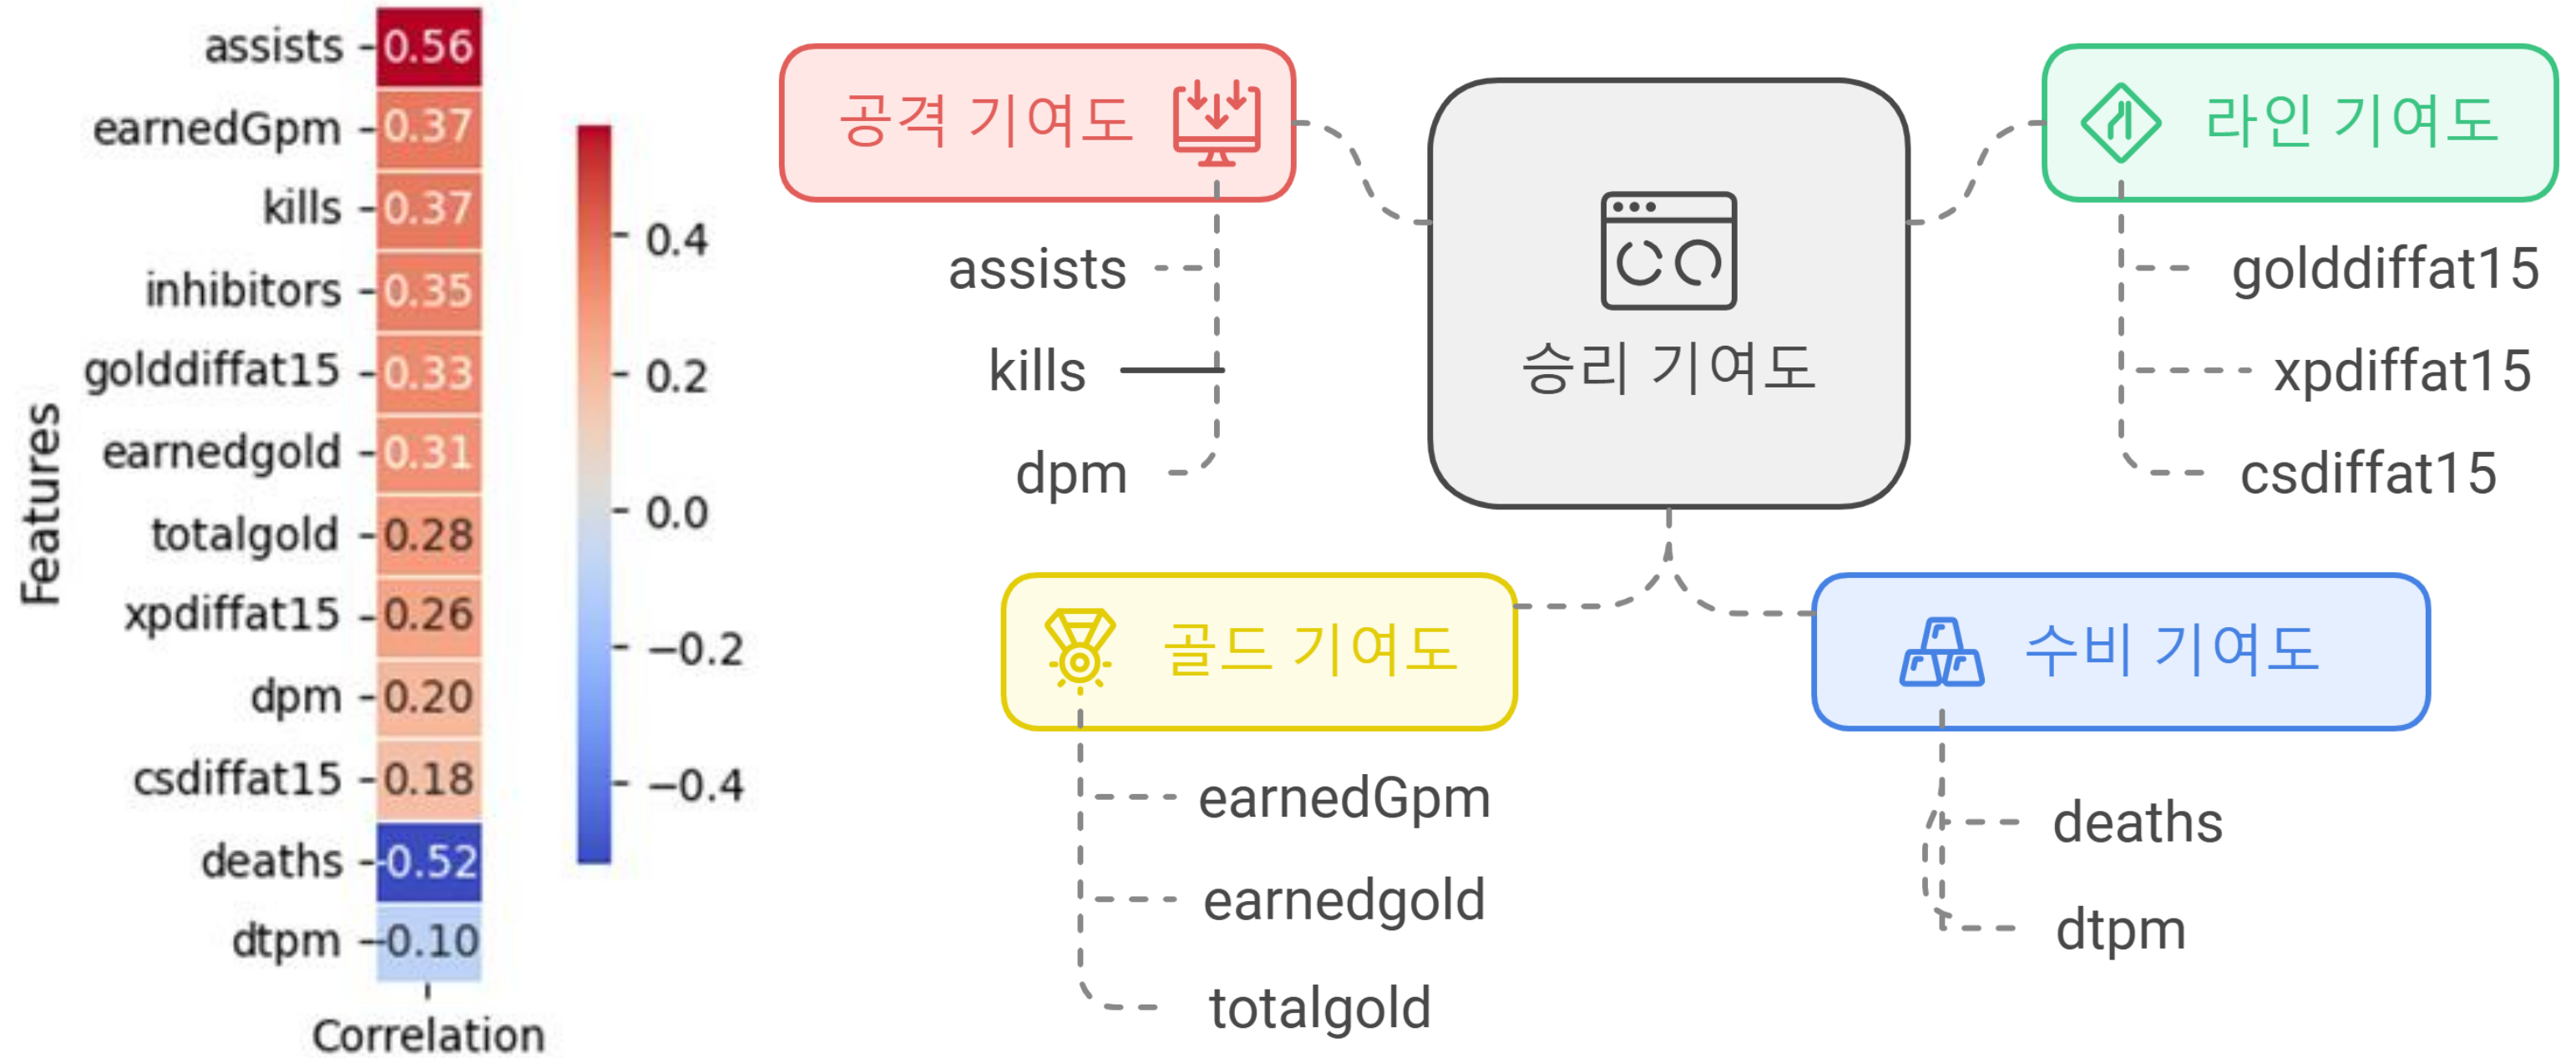 Features
assists 0.56
earnedGpm 0.37
kills 0.37
inhibitors 0.35
golddiffat15 0.33
earnedgold 0.31
totalgold 0.28
xpdiffat15 0.26
dpm 0.20
csdiffat15 0.18
deaths -0.52
dtpm -0.10
Correlation
0.4
0.2
0.0
−0.2
−0.4
공격 기여도
assists
kills
dpm
승리 기여도
라인 기여도
golddiffat15
xpdiffat15
csdiffat15
골드 기여도
earnedGpm
earnedgold
totalgold
수비 기여도
deaths
dtpm